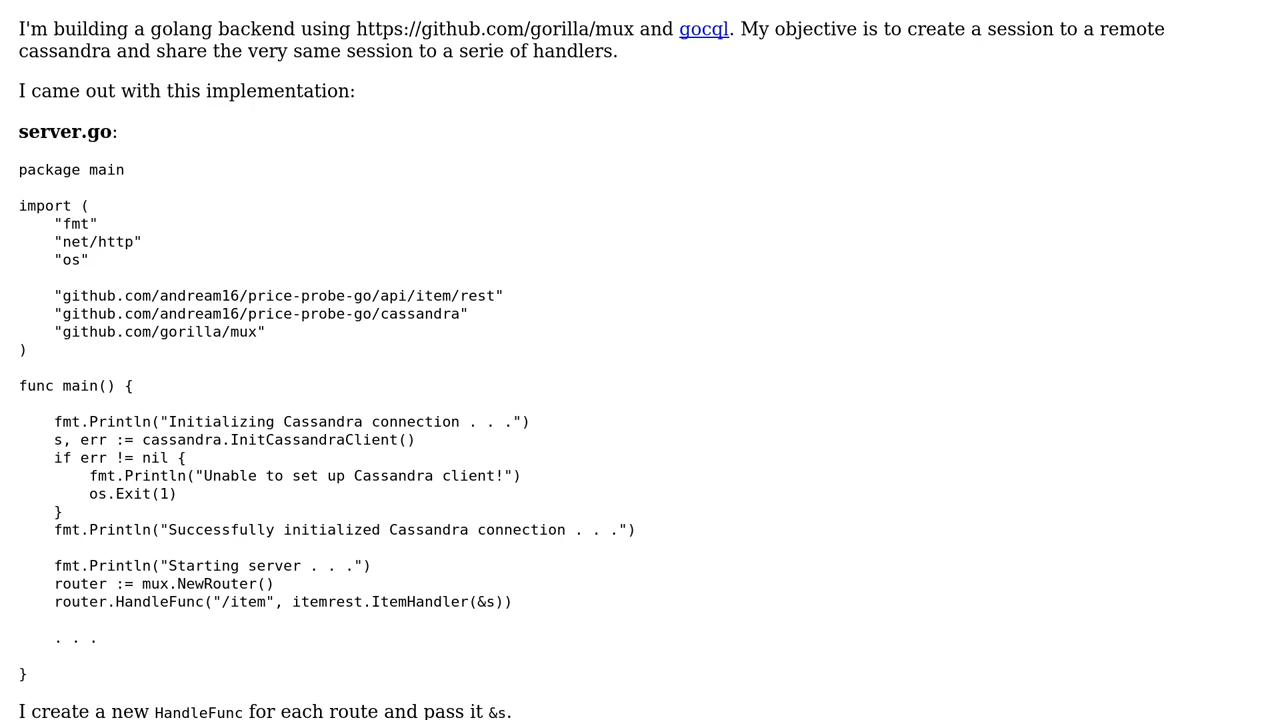 I'm building a golang backend using https://github.com/gorilla/mux and gocql. My objective is to create a session to a remote
cassandra and share the very same session to a serie of handlers.
I came out with this implementation:
server.go:
package main
import (
    "fmt"
    "net/http"
    "os"
    "github.com/andream16/price-probe-go/api/item/rest"
    "github.com/andream16/price-probe-go/cassandra"
    "github.com/gorilla/mux"
)
func main() {
    fmt.Println("Initializing Cassandra connection . . .")
    s, err := cassandra.InitCassandraClient()
    if err != nil {
        fmt.Println("Unable to set up Cassandra client!")
        os.Exit(1)
    }
    fmt.Println("Successfully initialized Cassandra connection . . .")
    fmt.Println("Starting server . . .")
    router := mux.NewRouter()
    router.HandleFunc("/item", itemrest.ItemHandler(&s))
    . . .
}
I create a new HandleFunc for each route and pass it &s.